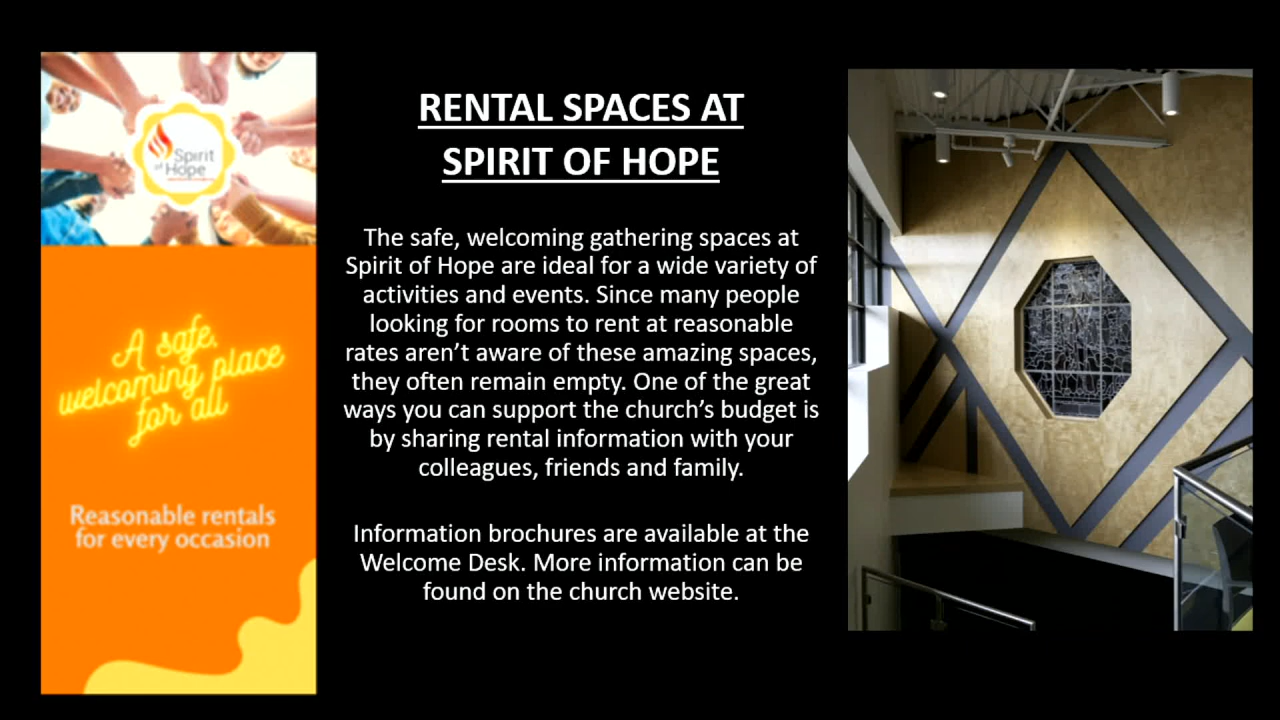 Spirit
of Hope
A safe,
welcoming place
for all
Reasonable rentals
for every occasion
RENTAL SPACES AT
SPIRIT OF HOPE
The safe, welcoming gathering spaces at
Spirit of Hope are ideal for a wide variety of
activities and events. Since many people
looking for rooms to rent at reasonable
rates aren’t aware of these amazing spaces,
they often remain empty. One of the great
ways you can support the church’s budget is
by sharing rental information with your
colleagues, friends and family.
Information brochures are available at the
Welcome Desk. More information can be
found on the church website.